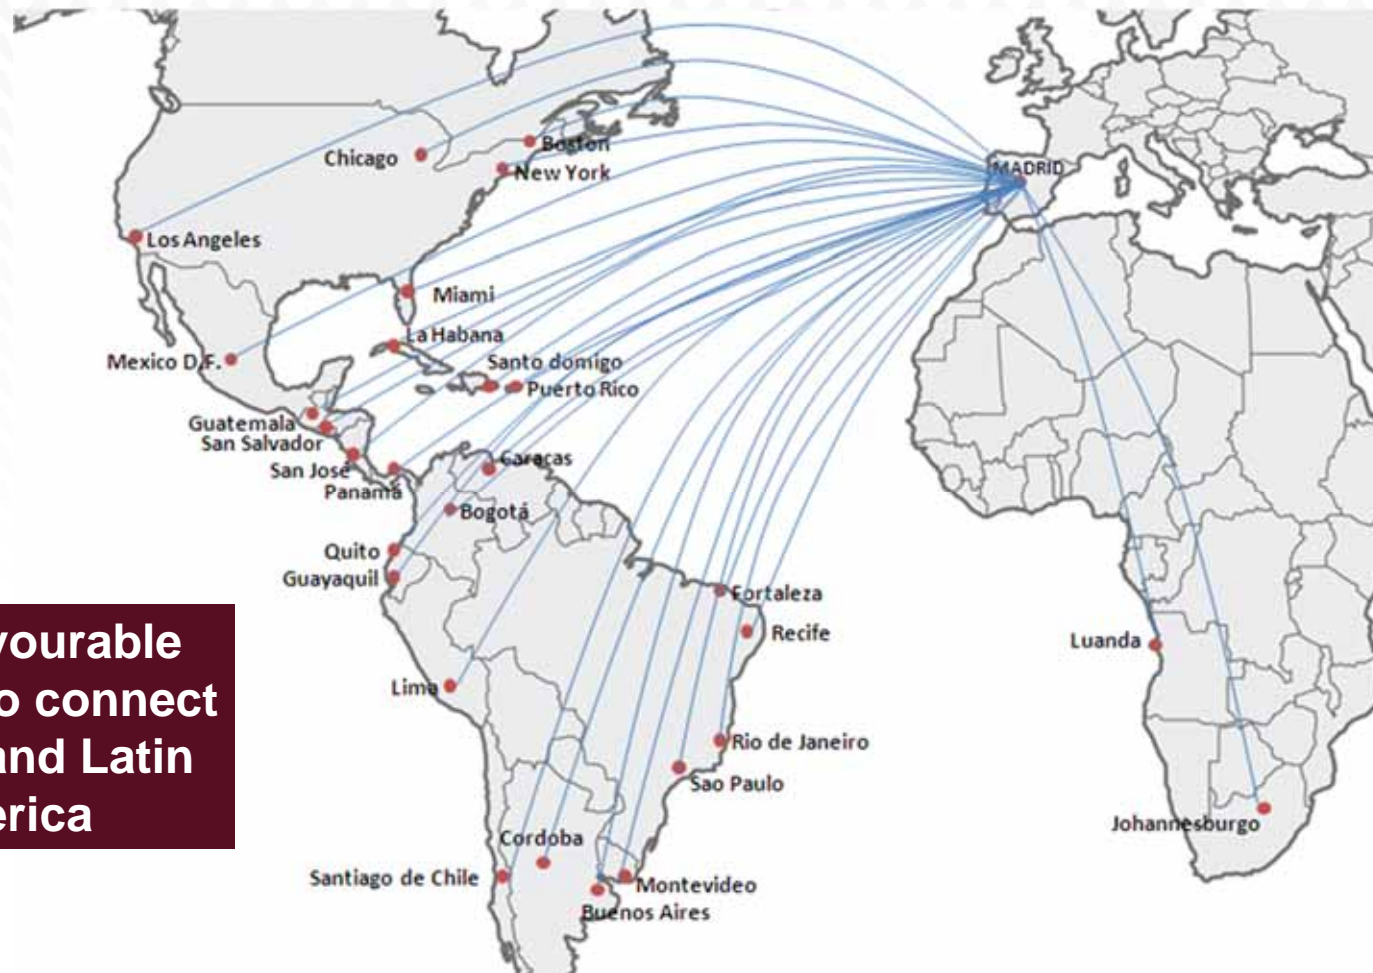 Boston
MADRID
Chicago
New York
Los Angeles
Miami
La Habana
Mexico D.F.
Santo domigo
Puerto Rico
Guatemala
San Salvador
San José
Caracas
Panamá
Bogotá
Quito
Guayaquil
Fortaleza
Recife
Luanda
Lima
Rio de Janeiro
Sao Paulo
Johannesburgo
Cordoba
Santiago de Chile
Montevideo
Buenos Aires
vourable
o connect
and Latin
erica